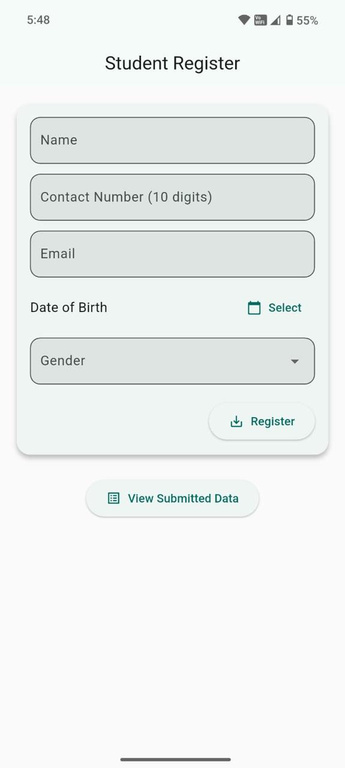 5:48
55%
Student Register
Name
Contact Number (10 digits)
Email
Date of Birth
Select
Gender
Register
View Submitted Data